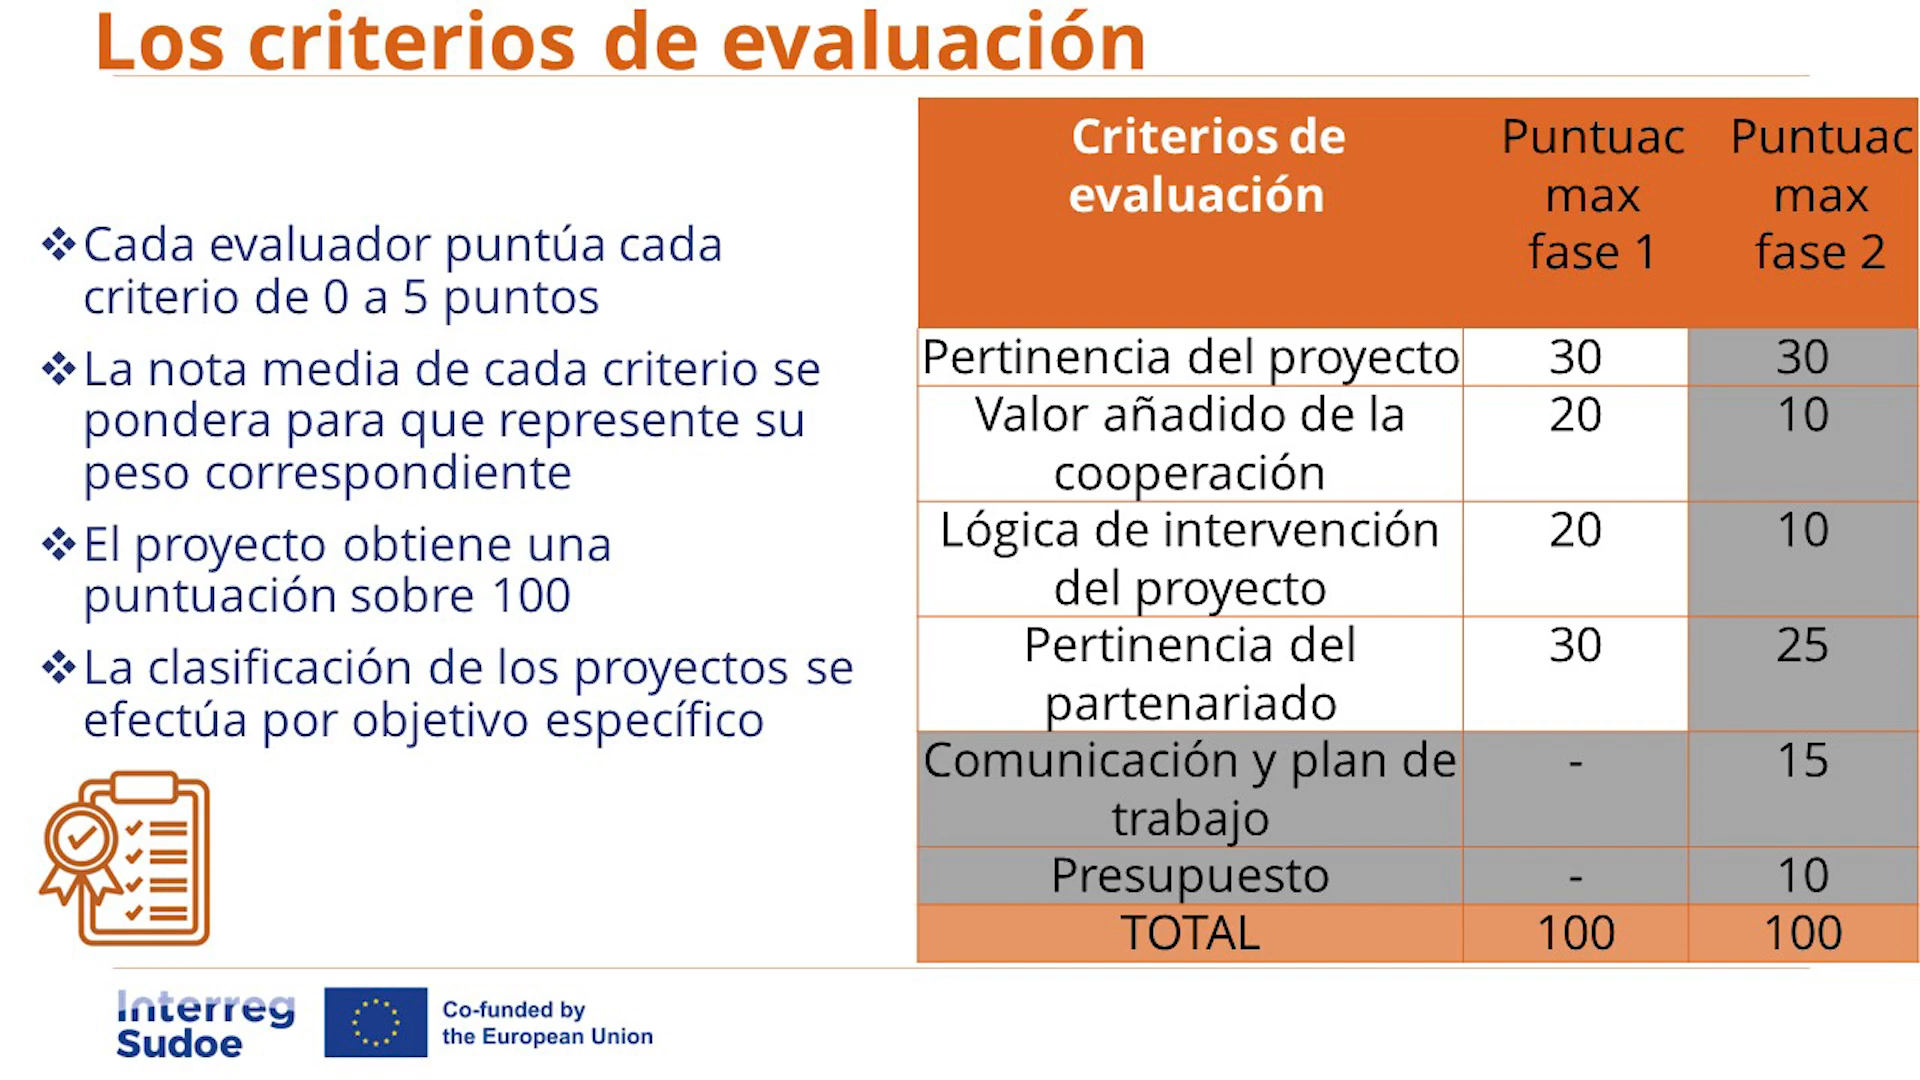 Los criterios de evaluación
❖Cada evaluador puntúa cada
criterio de 0 a 5 puntos
❖La nota media de cada criterio se
pondera para que represente su
peso correspondiente
❖El proyecto obtiene una
puntuación sobre 100
❖La clasificación de los proyectos se
efectúa por objetivo específico
Criterios de
evaluación
Puntuac
max
fase 1
Puntuac
max
fase 2
Pertinencia del proyecto 30 30
Valor añadido de la
cooperación
20 10
Lógica de intervención
del proyecto
20 10
Pertinencia del
partenariado
30 25
Comunicación y plan de
trabajo
- 15
Presupuesto - 10
TOTAL 100 100
Interreg
Sudoe
Co-funded by
the European Union